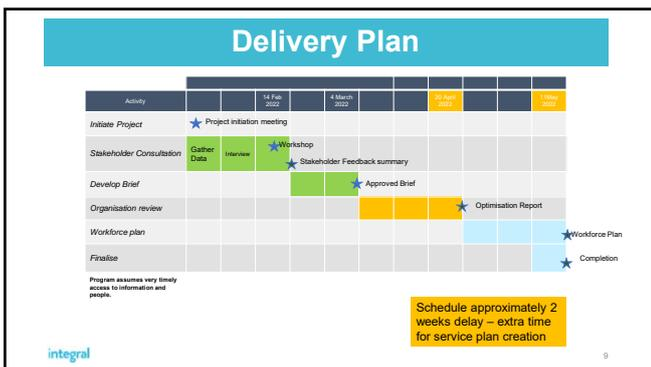 Delivery Plan
Activity
14 Feb
2022
4 March
2022
20 April
2022
1 May
2022
Initiate Project
Project initiation meeting
Stakeholder Consultation
Gather
Data
Interview
Workshop
Stakeholder Feedback summary
Develop Brief
Approved Brief
Organisation review
Optimisation Report
Workforce plan
Workforce Plan
Finalise
Completion
Program assumes very timely
access to information and
people.
Schedule approximately 2
weeks delay – extra time
for service plan creation
integral
9